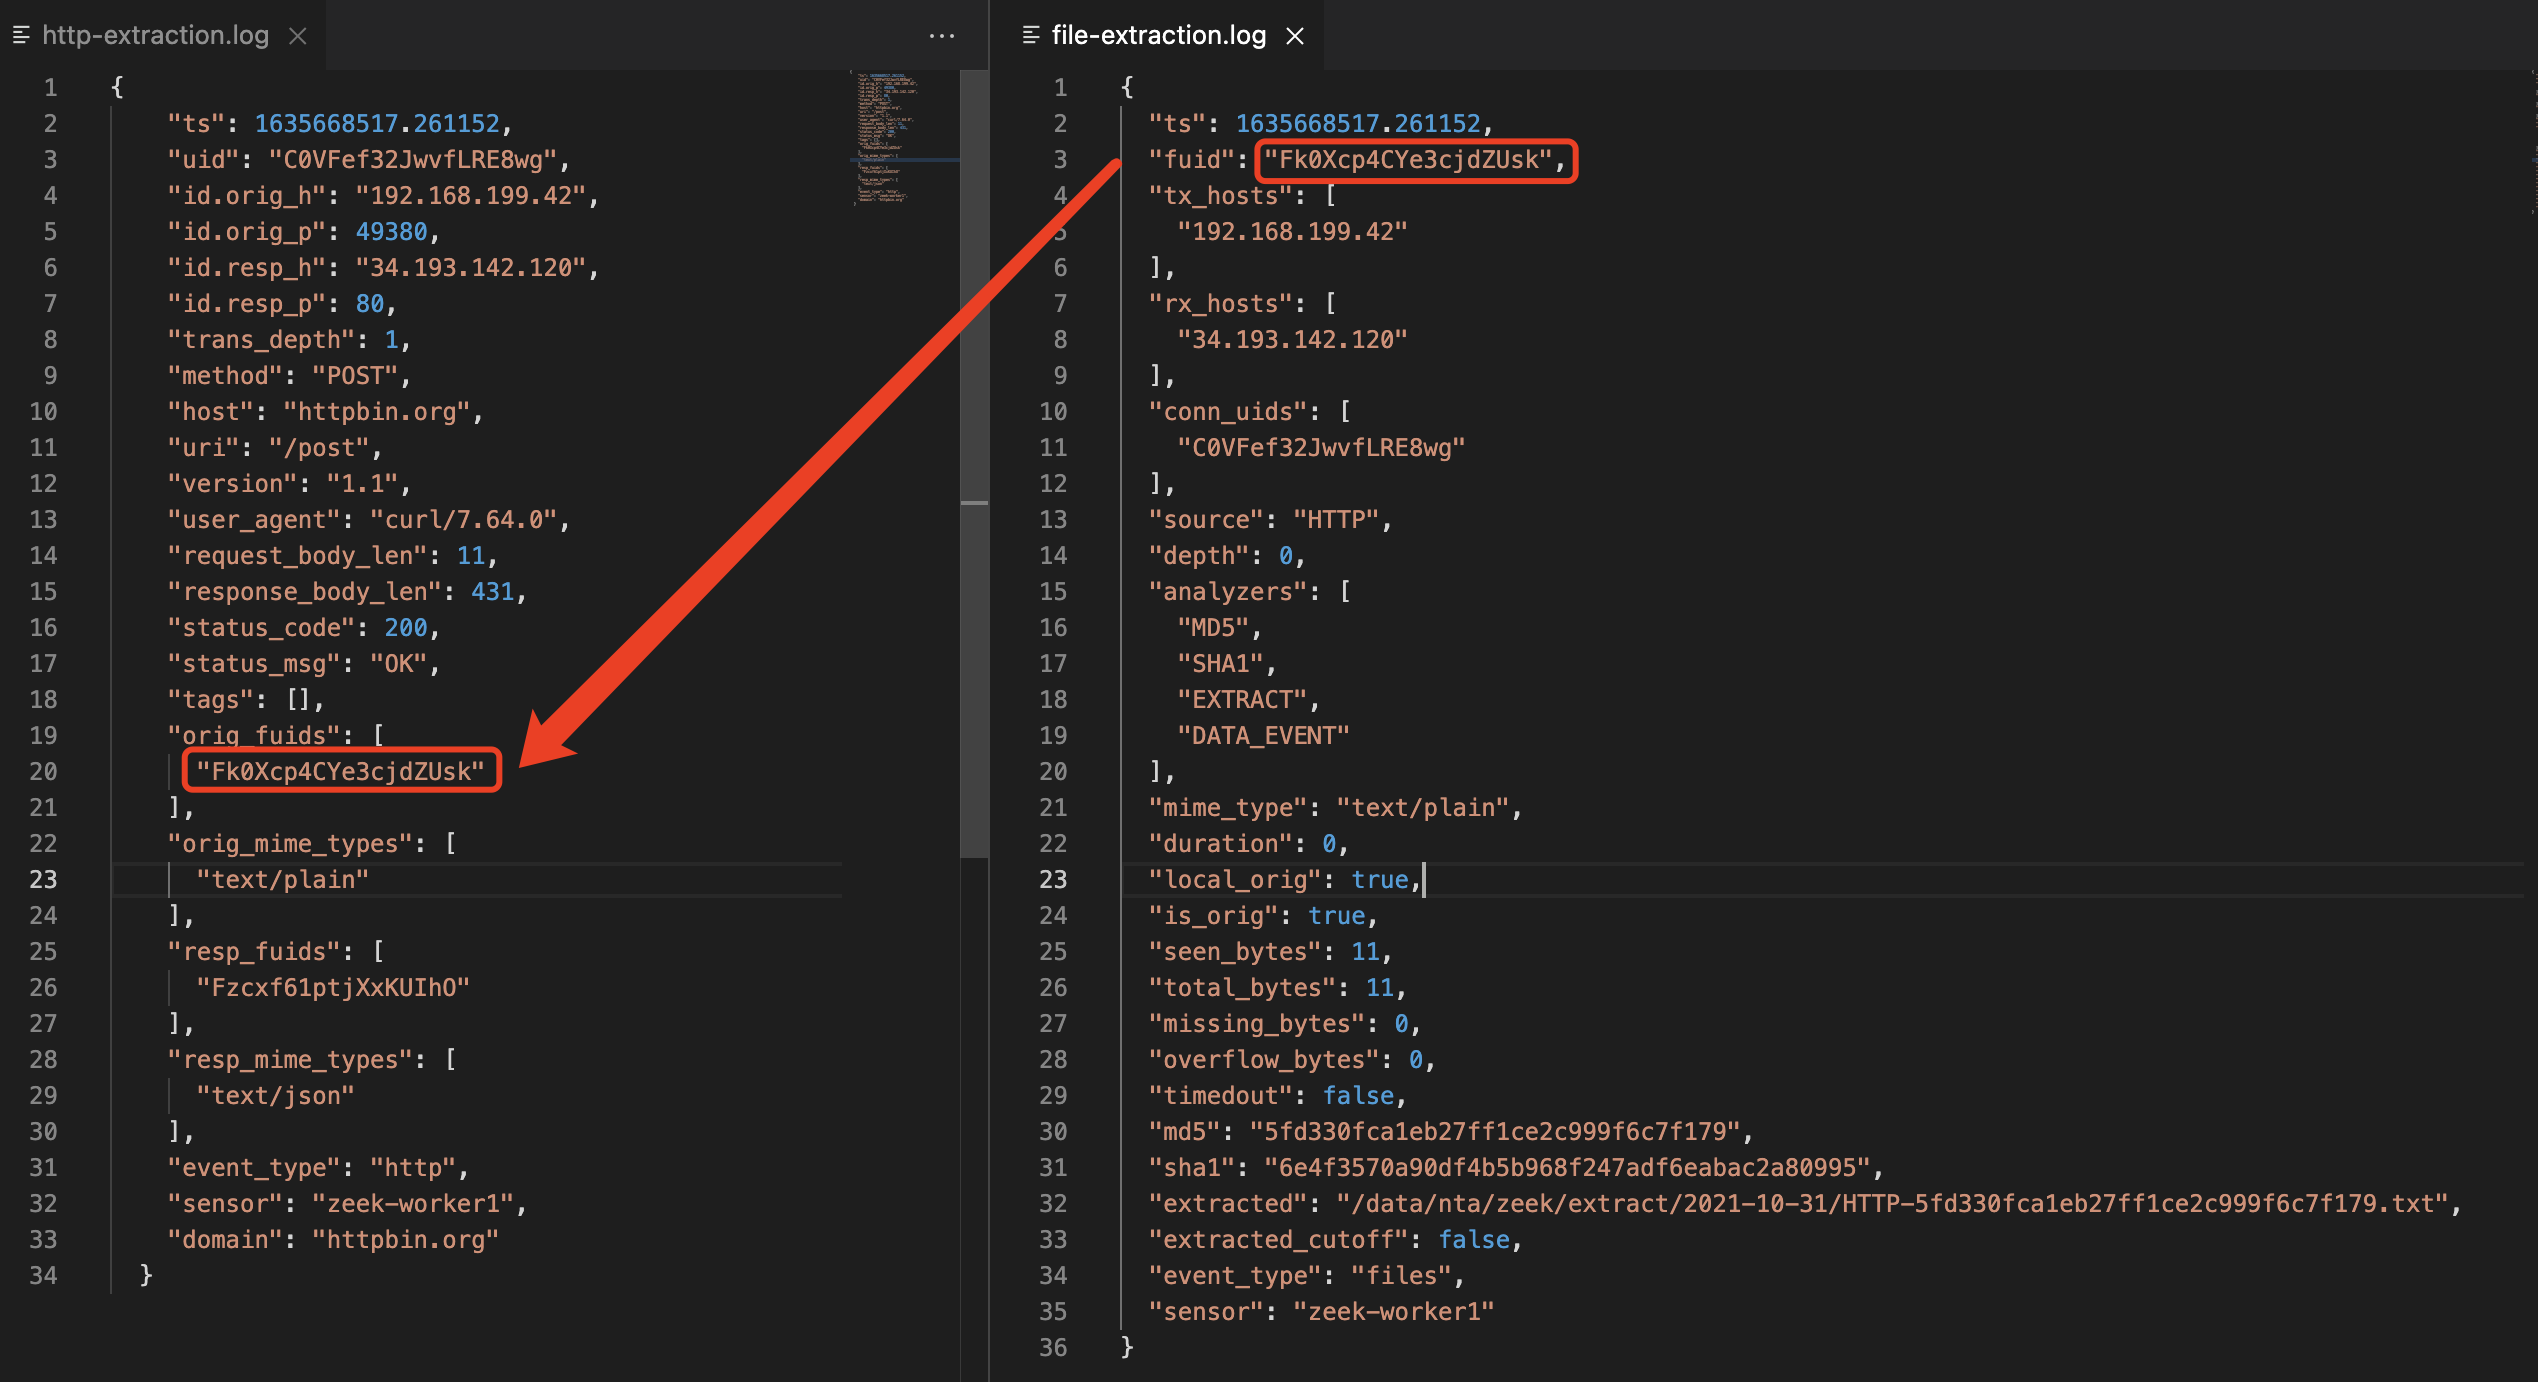 http-extraction.log
1 {
2 "ts": 1635668517.261152,
3 "uid": "C0VFef32JwvfLRE8wg",
4 "id.orig_h": "192.168.199.42",
5 "id.orig_p": 49380,
6 "id.resp_h": "34.193.142.120",
7 "id.resp_p": 80,
8 "trans_depth": 1,
9 "method": "POST",
10 "host": "httpbin.org",
11 "uri": "/post",
12 "version": "1.1",
13 "user_agent": "curl/7.64.0",
14 "request_body_len": 11,
15 "response_body_len": 431,
16 "status_code": 200,
17 "status_msg": "OK",
18 "tags": [],
19 "orig_fuids": [
20 "Fk0Xcp4CYe3cjdZUsk"
21 ],
22 "orig_mime_types": [
23 "text/plain"
24 ],
25 "resp_fuids": [
26 "Fzcxf61ptjXxKUIhO"
27 ],
28 "resp_mime_types": [
29 "text/json"
30 ],
31 "event_type": "http",
32 "sensor": "zeek-worker1",
33 "domain": "httpbin.org"
34 }
file-extraction.log
1 {
2 "ts": 1635668517.261152,
3 "fuid": "Fk0Xcp4CYe3cjdZUsk",
4 "tx_hosts": [
5 "192.168.199.42"
6 ],
7 "rx_hosts": [
8 "34.193.142.120"
9 ],
10 "conn_uids": [
11 "C0VFef32JwvfLRE8wg"
12 ],
13 "source": "HTTP",
14 "depth": 0,
15 "analyzers": [
16 "MD5",
17 "SHA1",
18 "EXTRACT",
19 "DATA_EVENT"
20 ],
21 "mime_type": "text/plain",
22 "duration": 0,
23 "local_orig": true,
24 "is_orig": true,
25 "seen_bytes": 11,
26 "total_bytes": 11,
27 "missing_bytes": 0,
28 "overflow_bytes": 0,
29 "timedout": false,
30 "md5": "5fd330fca1eb27ff1ce2c999f6c7f179",
31 "sha1": "6e4f3570a90df4b5b968f247adf6eabac2a80995",
32 "extracted": "/data/nta/zeek/extract/2021-10-31/HTTP-5fd330fca1eb27ff1ce2c999f6c7f179.txt",
33 "extracted_cutoff": false,
34 "event_type": "files",
35 "sensor": "zeek-worker1"
36 }